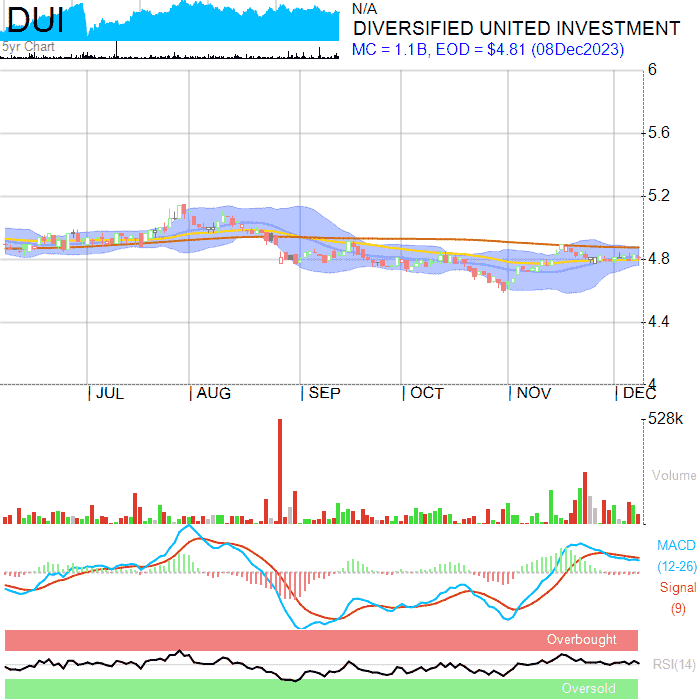 DUI
5yr Chart
N/A
DIVERSIFIED UNITED INVESTMENT
MC = 1.1B, EOD = $4.81 (08Dec2023)
6
5.6
5.2
4.8
4.4
4
JUL AUG SEP OCT NOV DEC
528k
Volume
MACD
(12-26)
Signal
(9)
Overbought
RSI(14)
Oversold